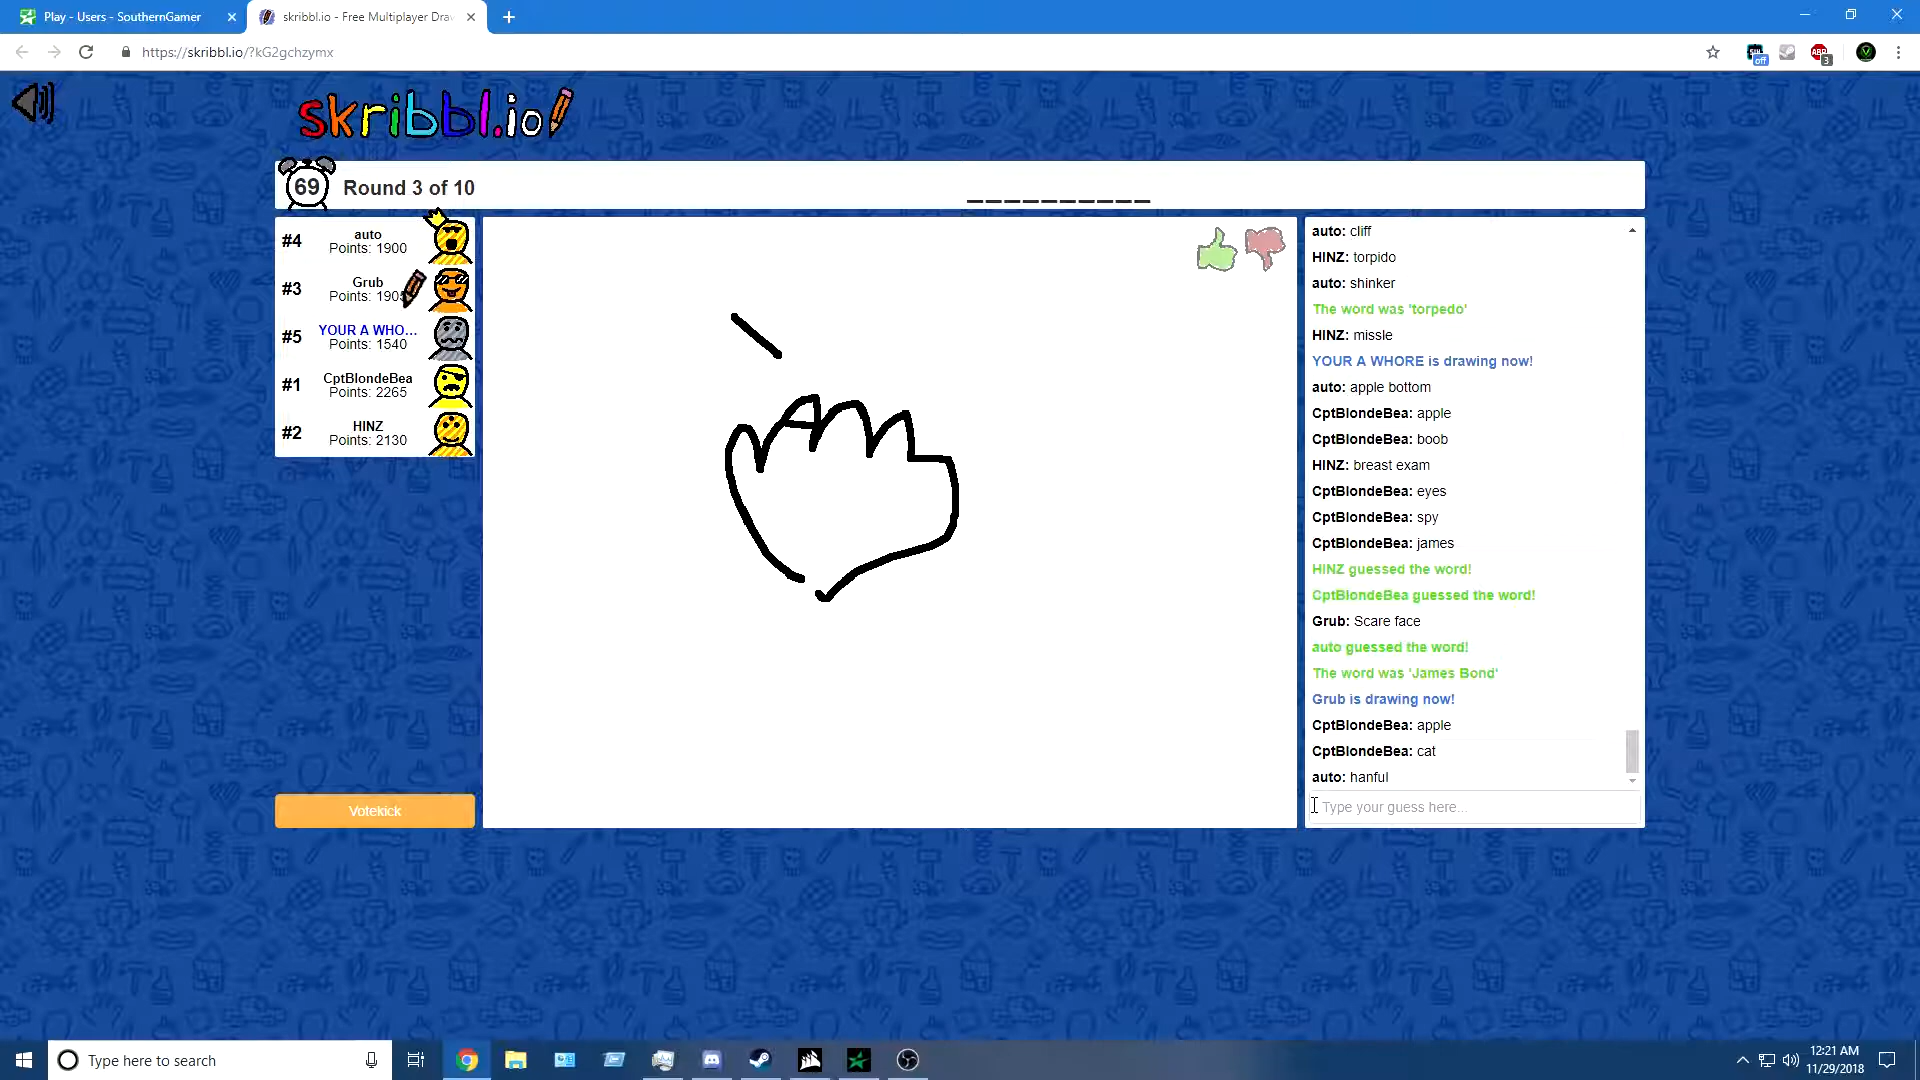 Play - Users - SouthernGamer
skribbl.io - Free Multiplayer Draw
https://skribbl.io/?kG2gchzymx
off
ABP
3
skribbl.io
69
Round 3 of 10
__________
#4
auto
Points: 1900
#3
Grub
Points: 1905
#5
YOUR A WHO...
Points: 1540
#1
CptBlondeBea
Points: 2265
#2
HINZ
Points: 2130
Votekick
auto: cliff
HINZ: torpido
auto: shinker
The word was 'torpedo'
HINZ: missle
YOUR A WHORE is drawing now!
auto: apple bottom
CptBlondeBea: apple
CptBlondeBea: boob
HINZ: breast exam
CptBlondeBea: eyes
CptBlondeBea: spy
CptBlondeBea: james
HINZ guessed the word!
CptBlondeBea guessed the word!
Grub: Scare face
auto guessed the word!
The word was 'James Bond'
Grub is drawing now!
CptBlondeBea: apple
CptBlondeBea: cat
auto: hanful
Type your guess here...
Type here to search
12:21 AM
11/29/2018